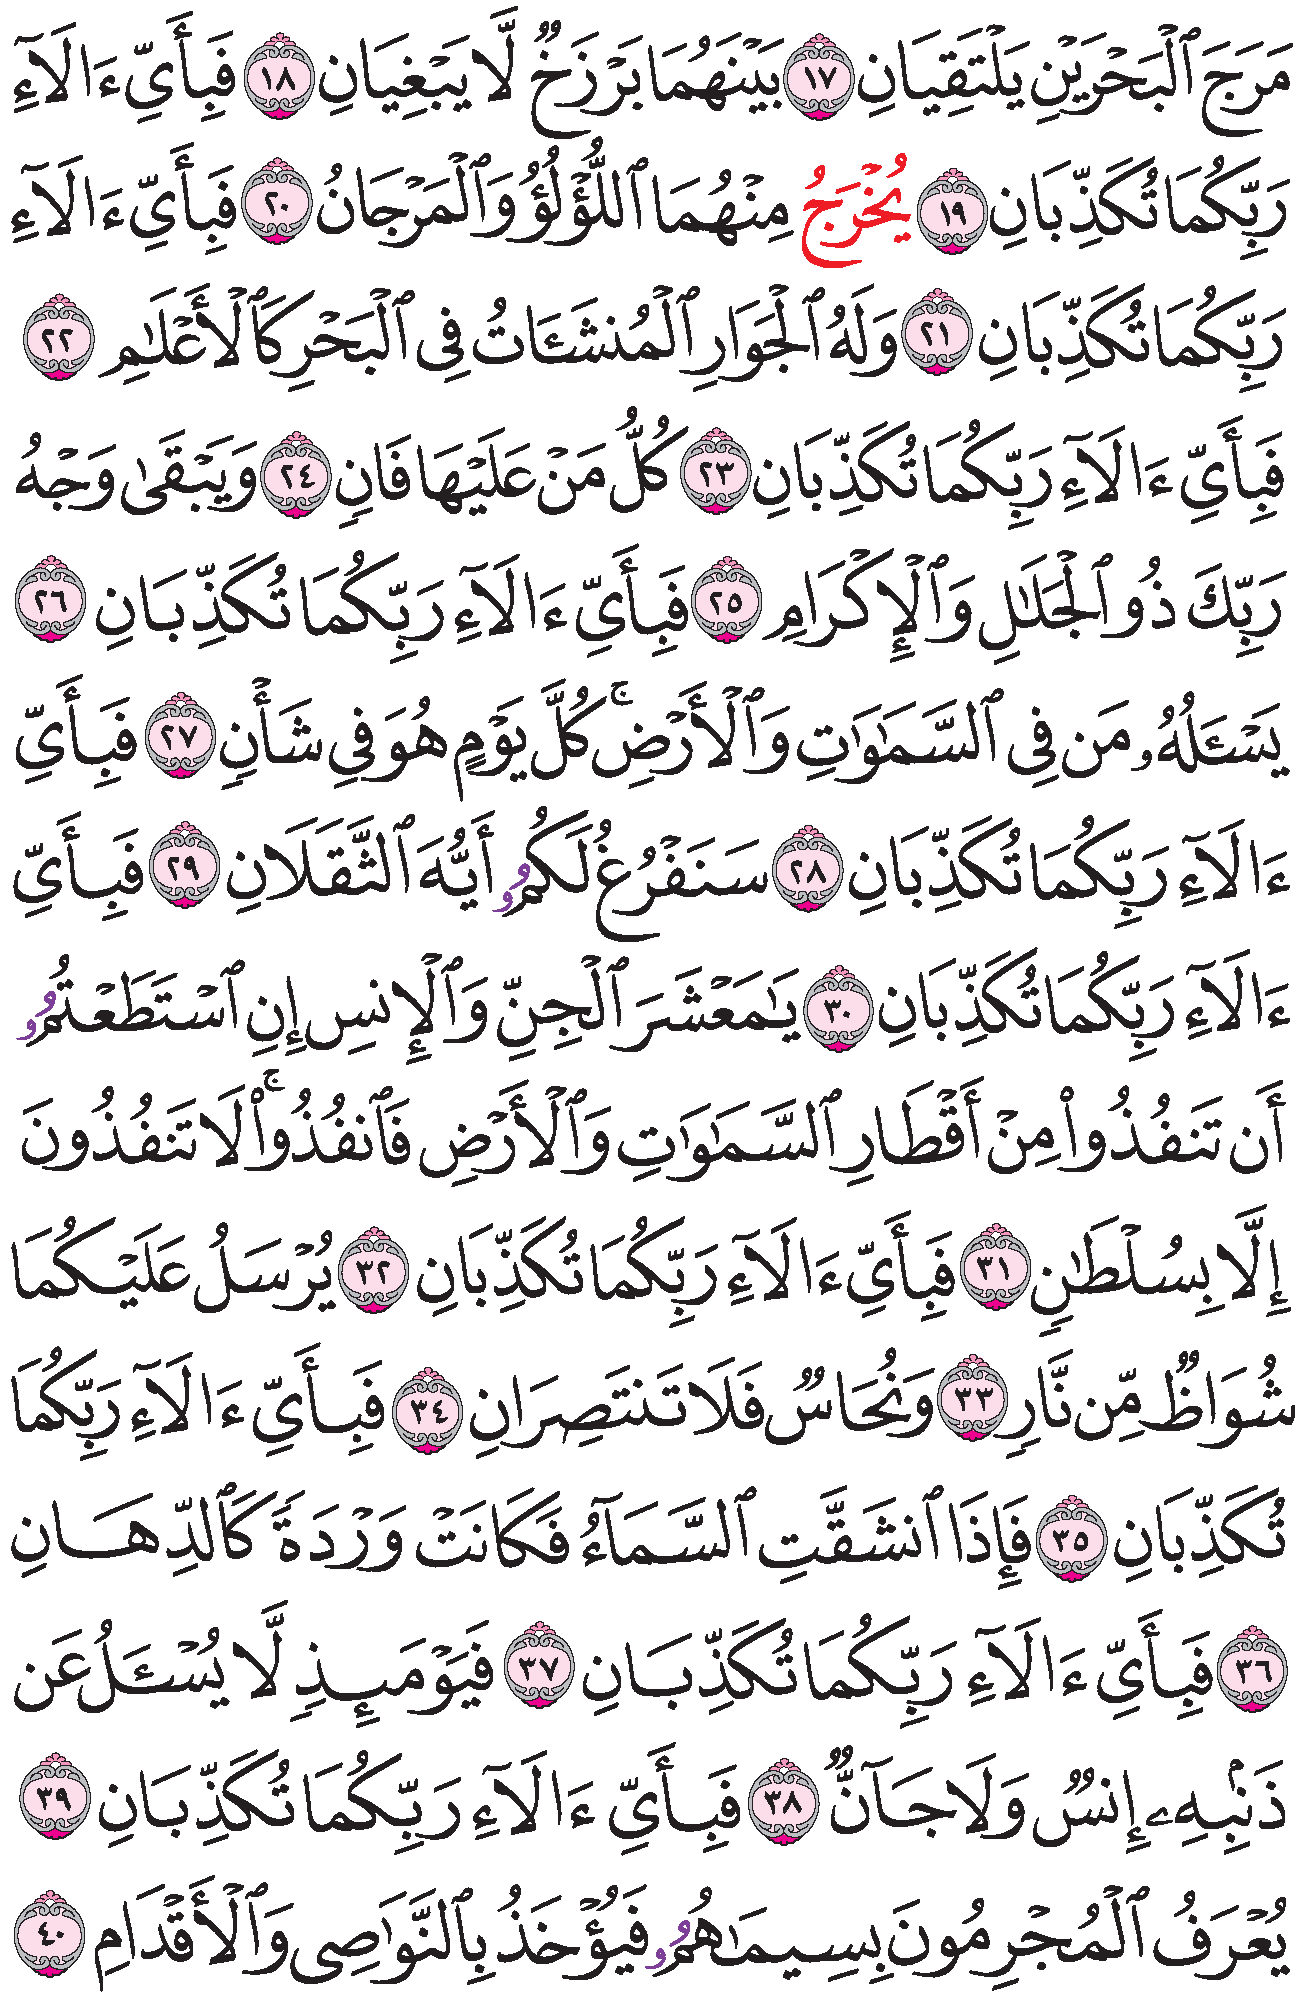 مَرَجَ ٱلْبَحْرَيْنِ يَلْتَقِيَانِ ١٧ بَيْنَهُمَا بَرْزَخٌ لَّا يَبْغِيَانِ ١٨ فَبِأَيِّ ءَالَآءِ
رَبِّكُمَا تُكَذِّبَانِ ١٩ يُخْرَجُ مِنْهُمَا ٱللُّؤْلُؤُ وَٱلْمَرْجَانُ ٢٠ فَبِأَيِّ ءَالَآءِ
رَبِّكُمَا تُكَذِّبَانِ ٢١ وَلَهُ ٱلْجَوَارِ ٱلْمُنشَـَٔاتُ فِى ٱلْبَحْرِ كَٱلْأَعْلَٰمِ ٢٢
فَبِأَيِّ ءَالَآءِ رَبِّكُمَا تُكَذِّبَانِ ٢٣ كُلُّ مَنْ عَلَيْهَا فَانٍ ٢٤ وَيَبْقَىٰ وَجْهُ
رَبِّكَ ذُو ٱلْجَلَٰلِ وَٱلْإِكْرَامِ ٢٥ فَبِأَيِّ ءَالَآءِ رَبِّكُمَا تُكَذِّبَانِ ٢٦
يَسْـَٔلُهُۥ مَن فِى ٱلسَّمَٰوَٰتِ وَٱلْأَرْضِ ۚ كُلَّ يَوْمٍ هُوَ فِي شَأْنٍ ٢٧ فَبِأَيِّ
ءَالَآءِ رَبِّكُمَا تُكَذِّبَانِ ٢٨ سَنَفْرُغُ لَكُمُۥ أَيُّهَ ٱلثَّقَلَانِ ٢٩ فَبِأَيِّ
ءَالَآءِ رَبِّكُمَا تُكَذِّبَانِ ٣٠ يَٰمَعْشَرَ ٱلْجِنِّ وَٱلْإِنسِ إِنِ ٱسْتَطَعْتُمُۥ
أَن تَنفُذُوا۟ مِنْ أَقْطَارِ ٱلسَّمَٰوَٰتِ وَٱلْأَرْضِ فَٱنفُذُوا۟ ۚ لَا تَنفُذُونَ
إِلَّا بِسُلْطَٰنٍ ٣١ فَبِأَيِّ ءَالَآءِ رَبِّكُمَا تُكَذِّبَانِ ٣٢ يُرْسَلُ عَلَيْكُمَا
شُوَاظٌ مِّن نَّارٍ ٣٣ وَنُحَاسٌ فَلَا تَنتَصِرَانِ ٣٤ فَبِأَيِّ ءَالَآءِ رَبِّكُمَا
تُكَذِّبَانِ ٣٥ فَإِذَا ٱنشَقَّتِ ٱلسَّمَآءُ فَكَانَتْ وَرْدَةً كَٱلدِّهَانِ
٣٦ فَبِأَيِّ ءَالَآءِ رَبِّكُمَا تُكَذِّبَانِ ٣٧ فَيَوْمَئِذٍ لَّا يُسْـَٔلُ عَن
ذَنۢبِهِۦ إِنسٌ وَلَا جَآنٌّ ٣٨ فَبِأَيِّ ءَالَآءِ رَبِّكُمَا تُكَذِّبَانِ ٣٩
يُعْرَفُ ٱلْمُجْرِمُونَ بِسِيمَٰهُمُۥ فَيُؤْخَذُ بِٱلنَّوَٰصِى وَٱلْأَقْدَامِ ٤٠